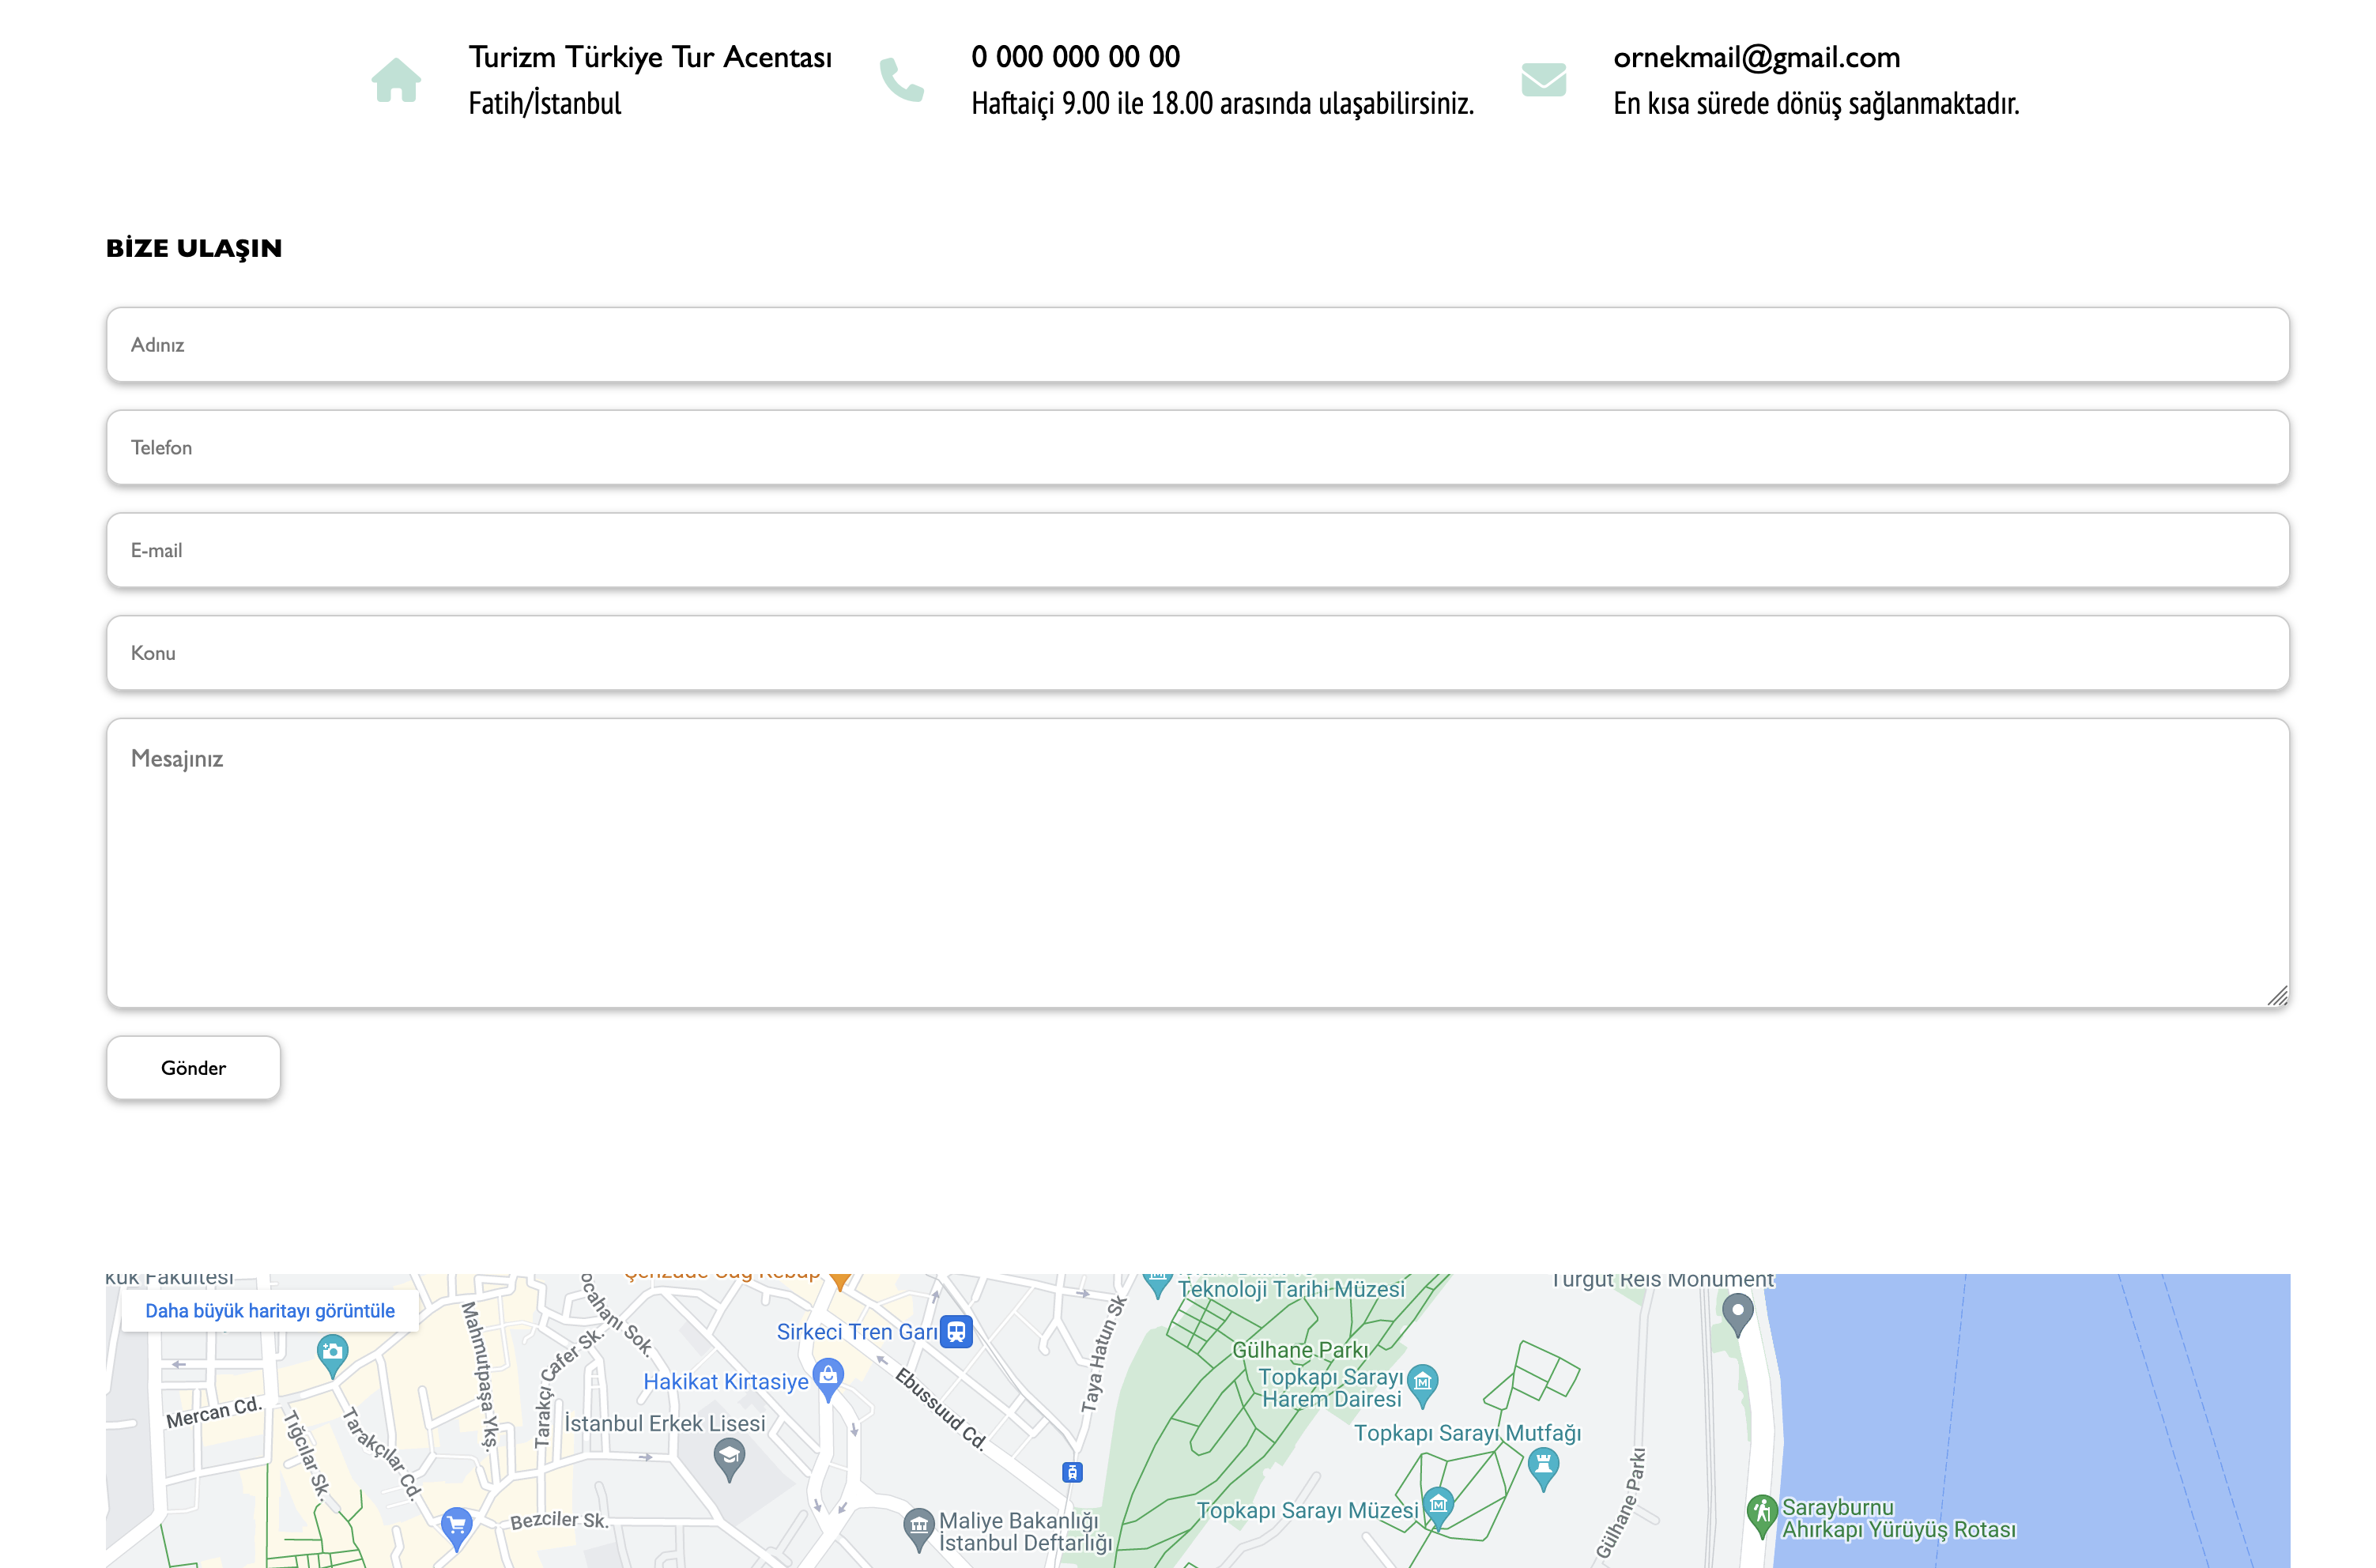 Turizm Türkiye Tur Acentası
Fatih/İstanbul
0 000 000 00 00
Haftaiçi 9.00 ile 18.00 arasında ulaşabilirsiniz.
ornekmail@gmail.com
En kısa sürede dönüş sağlanmaktadır.
BİZE ULAŞIN
Adınız
Telefon
E-mail
Konu
Mesajınız
Gönder
kuk Fakültesi
Daha büyük haritayı görüntüle
Teknoloji Tarihi Müzesi
Turgut Reis Monument
ocahanı Sok.
Mahmutpaşa Ykş.
Tarakçı Cafer Sk.
Sirkeci Tren Garı
Taya Hatun Sk
Gülhane Parkı
Hakikat Kirtasiye
Ebussuud Cd.
Topkapı Sarayı
Harem Dairesi
Mercan Cd.
Tığcılar Sk.
Tarakçılar Cd.
İstanbul Erkek Lisesi
Topkapı Sarayı Mutfağı
Gülhane Parkı
Bezciler Sk.
Maliye Bakanlığı
İstanbul Defterlığı
Topkapı Sarayı Müzesi
Sarayburnu
Ahırkapı Yürüyüş Rotası